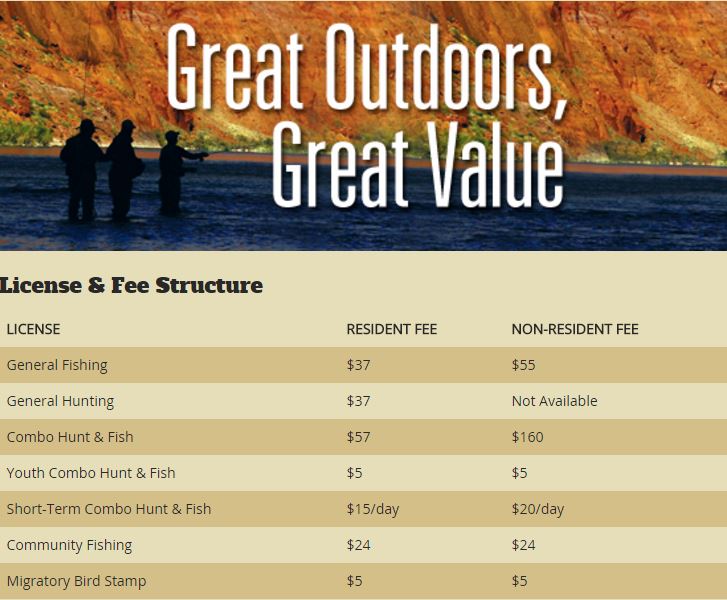 Great Outdoors,
Great Value
License & Fee Structure
LICENSE RESIDENT FEE NON-RESIDENT FEE
General Fishing $37 $55
General Hunting $37 Not Available
Combo Hunt & Fish $57 $160
Youth Combo Hunt & Fish $5 $5
Short-Term Combo Hunt & Fish $15/day $20/day
Community Fishing $24 $24
Migratory Bird Stamp $5 $5